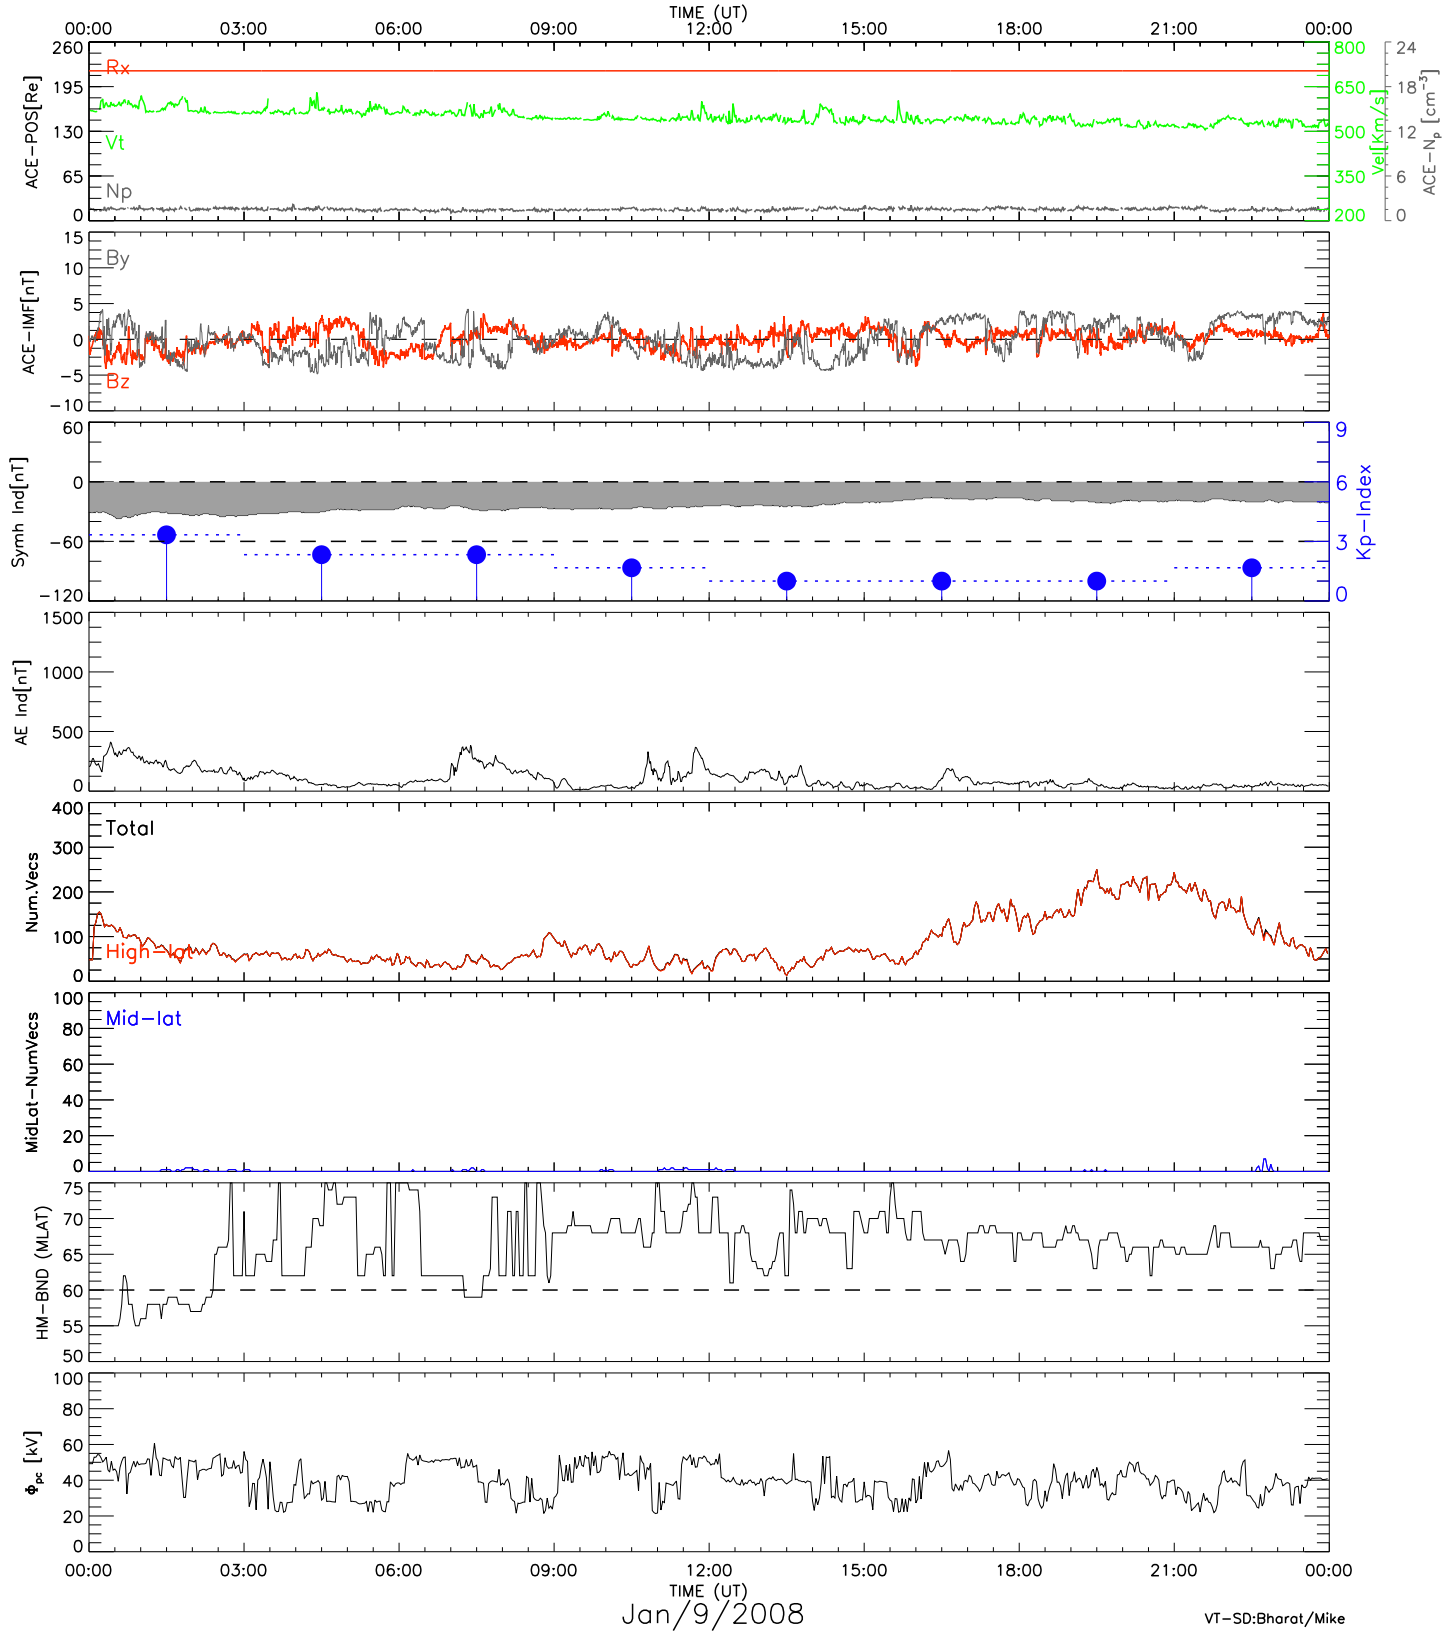 TIME (UT)
00:00 03:00 06:00 09:00 12:00 15:00 18:00 21:00 00:00
ACE-POS[Re]
260
195
130
65
0
Rx
Vt
Np
800
650
500
350
200
Vel[Km/s]
24
18
12
6
0
ACE-Np [cm-3]
ACE-IMF[nT]
15
10
5
0
-5
-10
By
Bz
Symh Ind[nT]
60
0
-60
-120
9
6
3
0
Kp-Index
AE Ind[nT]
1500
1000
500
0
Num.Vecs
400
300
200
100
0
Total
High-lat
MidLat-NumVecs
100
80
60
40
20
0
Mid-lat
HM-BND (MLAT)
75
70
65
60
55
50
Φpc [kV]
100
80
60
40
20
0
00:00 03:00 06:00 09:00 12:00 15:00 18:00 21:00 00:00
TIME (UT)
Jan/9/2008
VT-SD:Bharat/Mike